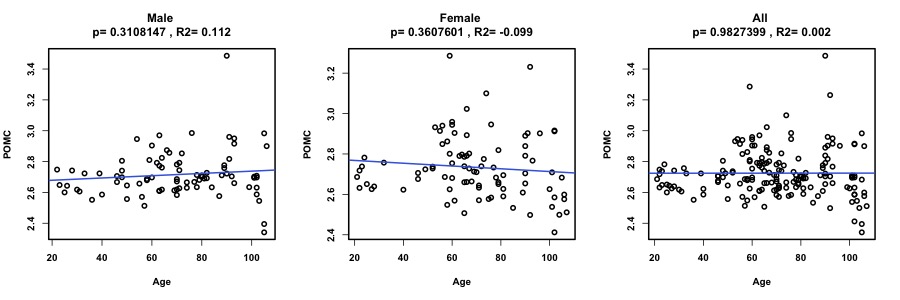 Male
p= 0.3108147 , R2= 0.112
POMC
3.4
3.2
3.0
2.8
2.6
2.4
20 40 60 80 100
Age
Female
p= 0.3607601 , R2= -0.099
POMC
3.2
3.0
2.8
2.6
2.4
20 40 60 80 100
Age
All
p= 0.9827399 , R2= 0.002
POMC
3.4
3.2
3.0
2.8
2.6
2.4
20 40 60 80 100
Age